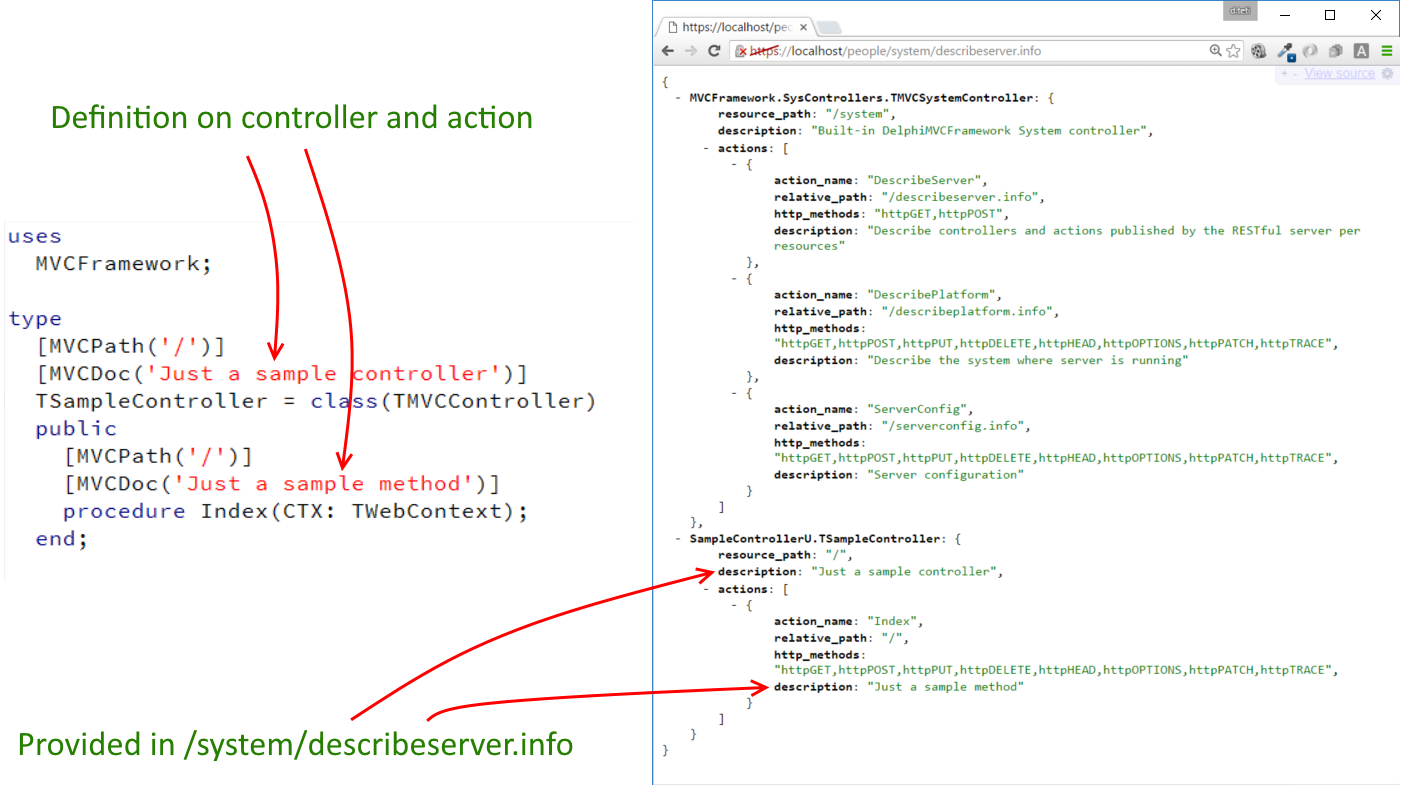 Definition on controller and action
uses
MVCFramework;
type
[MVCPath('/')]
[MVCDoc('Just a sample controller')]
TSampleController = class(TMVCController)
public
[MVCPath('/')]
[MVCDoc('Just a sample method')]
procedure Index(CTX: TWebContext);
end;
Provided in /system/describeserver.info
d.teti
https://localhost/peo
https://localhost/people/system/describeserver.info
A
+ - View source
{
- MVCFramework.SysControllers.TMVCSystemController: {
resource_path: "/system",
description: "Built-in DelphiMVCFramework System controller",
- actions: [
- {
action_name: "DescribeServer",
relative_path: "/describeserver.info",
http_methods: "httpGET,httpPOST",
description: "Describe controllers and actions published by the RESTful server per
resources"
},
- {
action_name: "DescribePlatform",
relative_path: "/describeplatform.info",
http_methods:
"httpGET,httpPOST,httpPUT,httpDELETE,httpHEAD,httpOPTIONS,httpPATCH,httpTRACE",
description: "Describe the system where server is running"
},
- {
action_name: "ServerConfig",
relative_path: "/serverconfig.info",
http_methods:
"httpGET,httpPOST,httpPUT,httpDELETE,httpHEAD,httpOPTIONS,httpPATCH,httpTRACE",
description: "Server configuration"
}
]
},
- SampleControllerU.TSampleController: {
resource_path: "/",
description: "Just a sample controller",
- actions: [
- {
action_name: "Index",
relative_path: "/",
http_methods:
"httpGET,httpPOST,httpPUT,httpDELETE,httpHEAD,httpOPTIONS,httpPATCH,httpTRACE",
description: "Just a sample method"
}
]
}
}